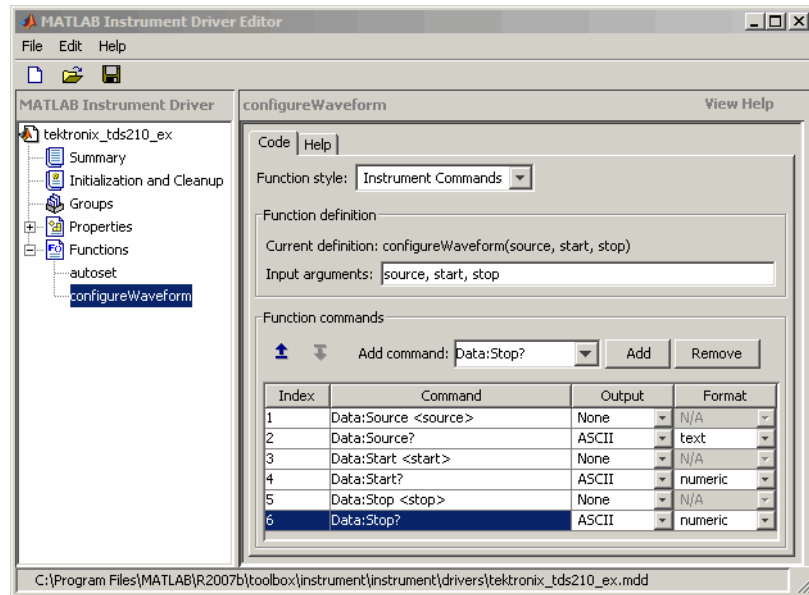 MATLAB Instrument Driver Editor
File Edit Help
MATLAB Instrument Driver
configureWaveform View Help
tektronix_tds210_ex
Summary
Initialization and Cleanup
Groups
Properties
Functions
autoset
configureWaveform
Code Help
Function style: Instrument Commands
Function definition
Current definition: configureWaveform(source, start, stop)
Input arguments: source, start, stop
Function commands
Add command: Data:Stop? Add Remove
Index Command Output Format
1 Data:Source <source> None N/A
2 Data:Source? ASCII text
3 Data:Start <start> None N/A
4 Data:Start? ASCII numeric
5 Data:Stop <stop> None N/A
6 Data:Stop? ASCII numeric
C:\Program Files\MATLAB\R2007b\toolbox\instrument\instrument\drivers\tektronix_tds210_ex.mdd